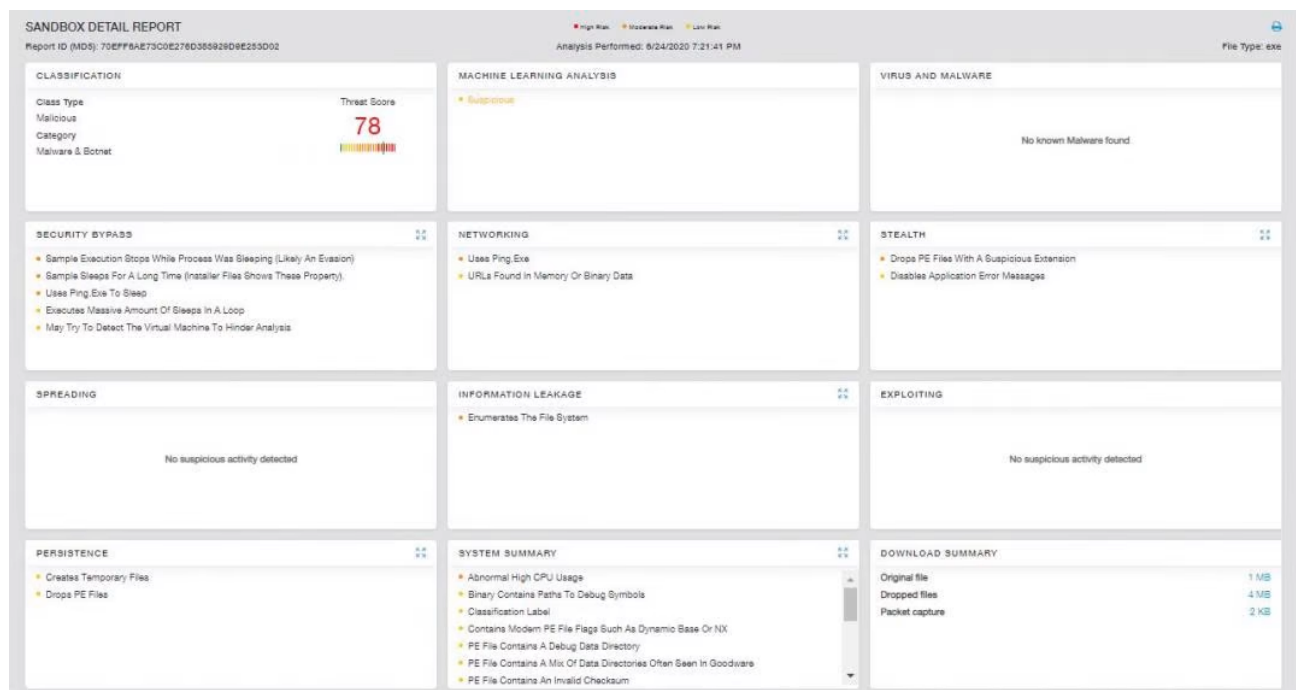 SANDBOX DETAIL REPORT
High Risk Moderate Risk Low Risk
Report ID (MD5): 70EFF6AE73C0E276D385929D9E253D02
Analysis Performed: 6/24/2020 7:21:41 PM
File Type: exe
CLASSIFICATION
Class Type
Malicious
Category
Malware & Botnet
Threat Score
78
MACHINE LEARNING ANALYSIS
Suspicious
VIRUS AND MALWARE
No known Malware found
SECURITY BYPASS
Sample Execution Stops While Process Was Sleeping (Likely An Evasion)
Sample Sleeps For A Long Time (Installer Files Shows These Property).
Uses Ping.Exe To Sleep
Executes Massive Amount Of Sleeps In A Loop
May Try To Detect The Virtual Machine To Hinder Analysis
NETWORKING
Uses Ping.Exe
URLs Found In Memory Or Binary Data
STEALTH
Drops PE Files With A Suspicious Extension
Disables Application Error Messages
SPREADING
No suspicious activity detected
INFORMATION LEAKAGE
Enumerates The File System
EXPLOITING
No suspicious activity detected
PERSISTENCE
Creates Temporary Files
Drops PE Files
SYSTEM SUMMARY
Abnormal High CPU Usage
Binary Contains Paths To Debug Symbols
Classification Label
Contains Modern PE File Flags Such As Dynamic Base Or NX
PE File Contains A Debug Data Directory
PE File Contains A Mix Of Data Directories Often Seen In Goodware
PE File Contains An Invalid Checksum
DOWNLOAD SUMMARY
Original file 1 MB
Dropped files 4 MB
Packet capture 2 KB